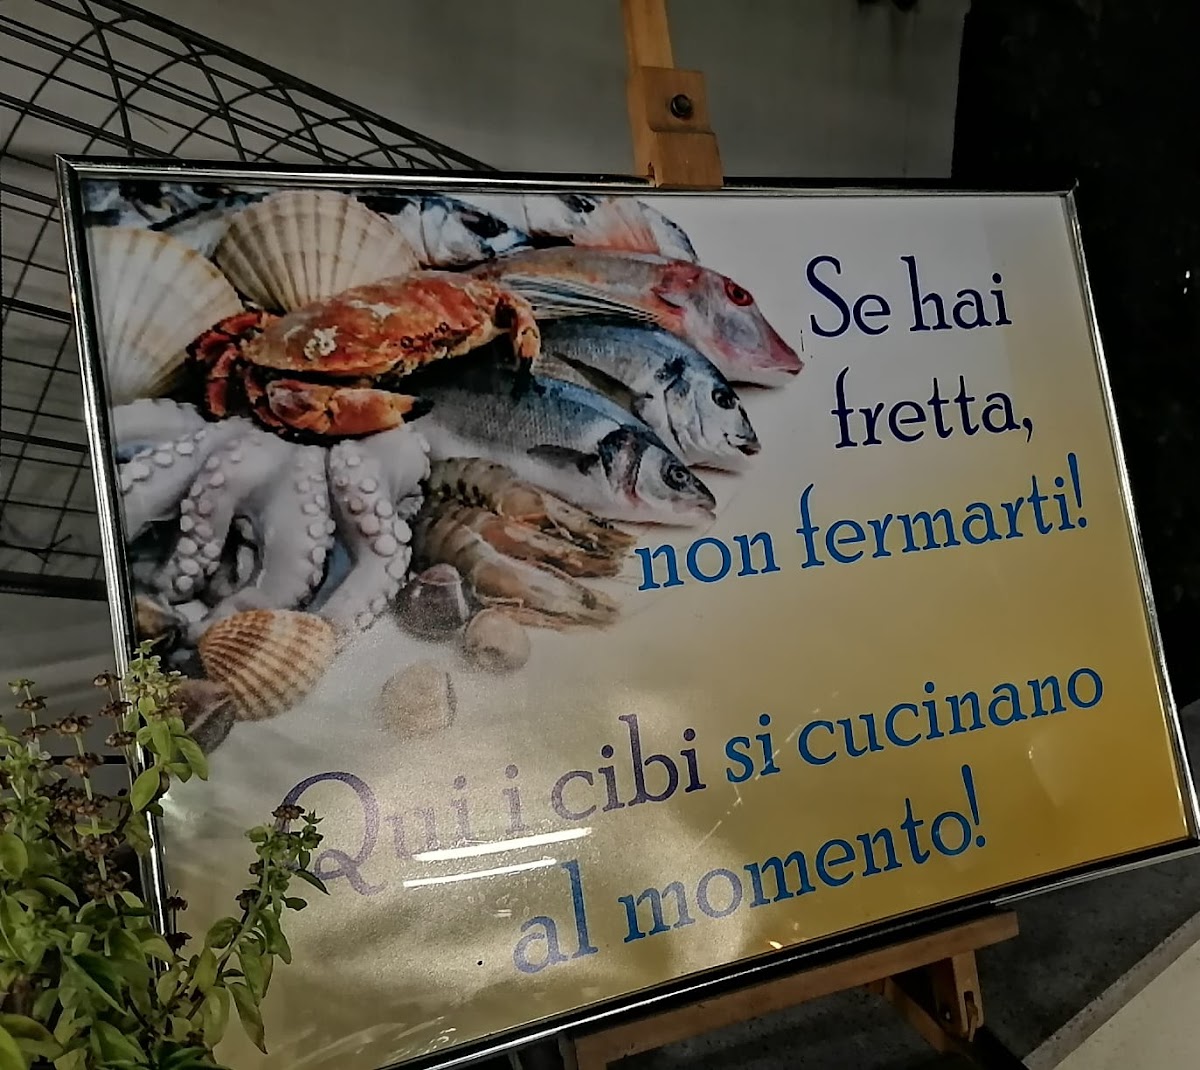 Se hai
fretta,
non fermarti!
Qui i cibi si cucinano
al momento!